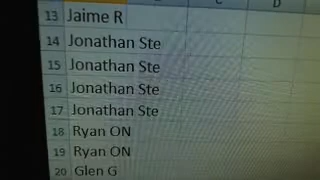 C D
13 Jaime R
14 Jonathan Ste
15 Jonathan Ste
16 Jonathan Ste
17 Jonathan Ste
18 Ryan ON
19 Ryan ON
20 Glen G